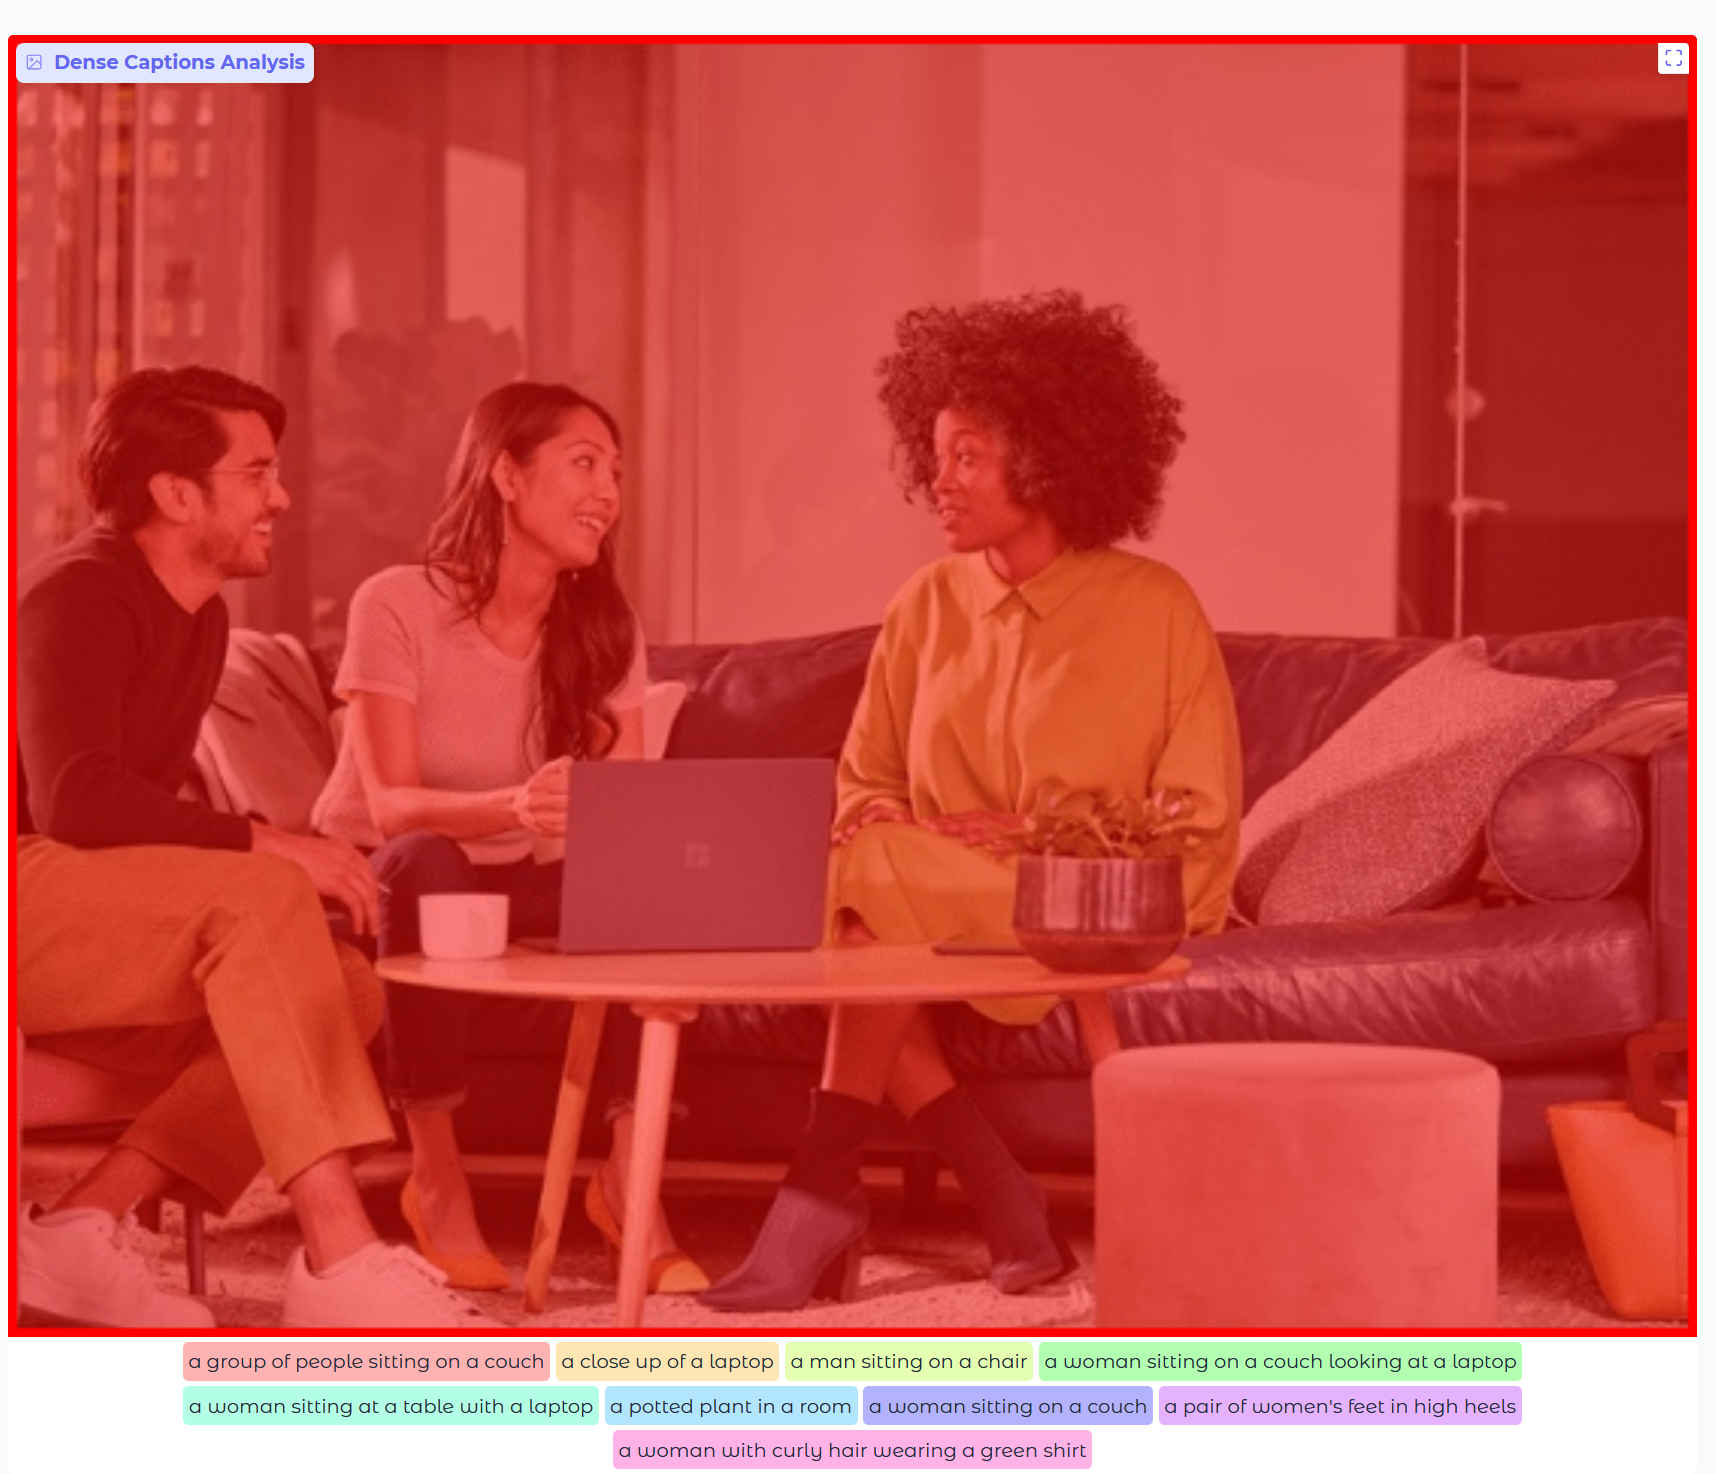 Dense Captions Analysis
a group of people sitting on a couch a close up of a laptop a man sitting on a chair a woman sitting on a couch looking at a laptop
a woman sitting at a table with a laptop a potted plant in a room a woman sitting on a couch a pair of women's feet in high heels
a woman with curly hair wearing a green shirt